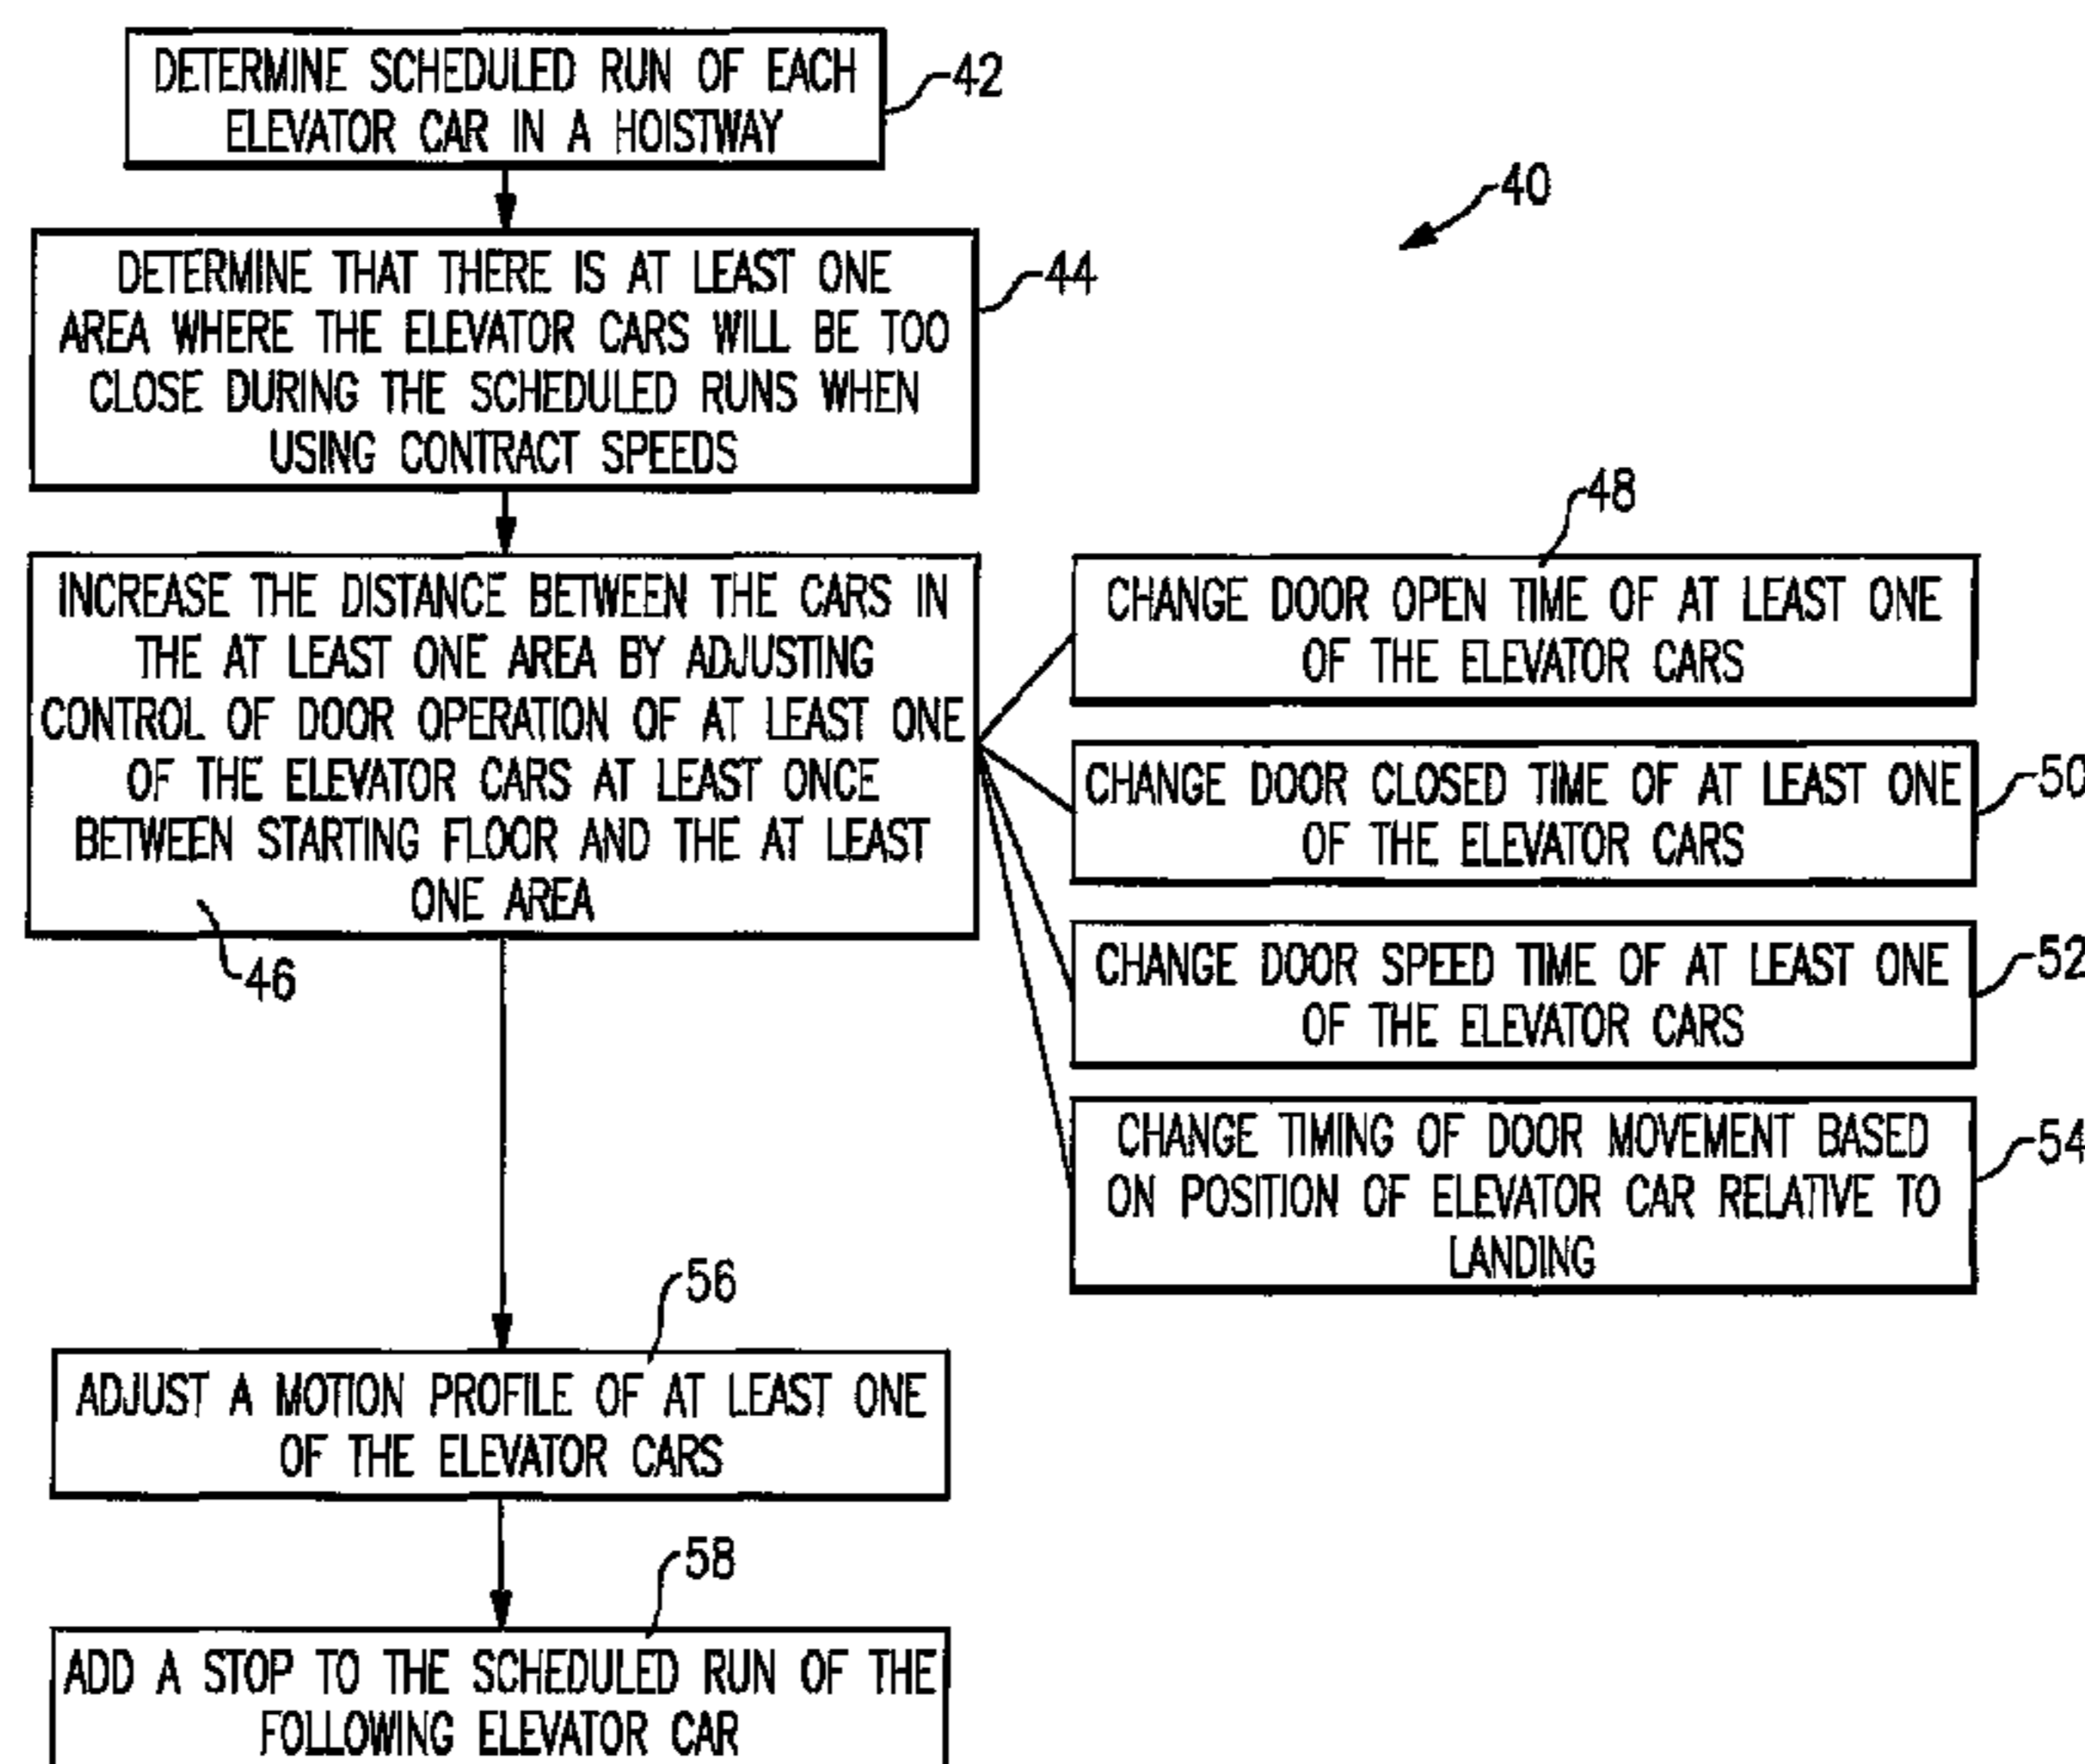 DETERMINE SCHEDULED RUN OF EACH
ELEVATOR CAR IN A HOISTWAY
42
40
DETERMINE THAT THERE IS AT LEAST ONE
AREA WHERE THE ELEVATOR CARS WILL BE TOO
CLOSE DURING THE SCHEDULED RUNS WHEN
USING CONTRACT SPEEDS
44
INCREASE THE DISTANCE BETWEEN THE CARS IN
THE AT LEAST ONE AREA BY ADJUSTING
CONTROL OF DOOR OPERATION OF AT LEAST ONE
OF THE ELEVATOR CARS AT LEAST ONCE
BETWEEN STARTING FLOOR AND THE AT LEAST
ONE AREA
46
48
CHANGE DOOR OPEN TIME OF AT LEAST ONE
OF THE ELEVATOR CARS
CHANGE DOOR CLOSED TIME OF AT LEAST ONE
OF THE ELEVATOR CARS
50
CHANGE DOOR SPEED TIME OF AT LEAST ONE
OF THE ELEVATOR CARS
52
CHANGE TIMING OF DOOR MOVEMENT BASED
ON POSITION OF ELEVATOR CAR RELATIVE TO
LANDING
54
56
ADJUST A MOTION PROFILE OF AT LEAST ONE
OF THE ELEVATOR CARS
58
ADD A STOP TO THE SCHEDULED RUN OF THE
FOLLOWING ELEVATOR CAR